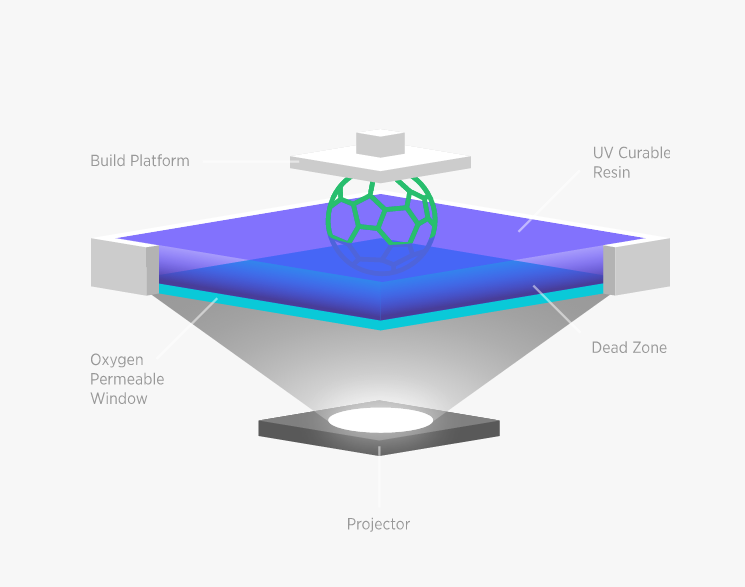 Build Platform
UV Curable
Resin
Oxygen
Permeable
Window
Dead Zone
Projector